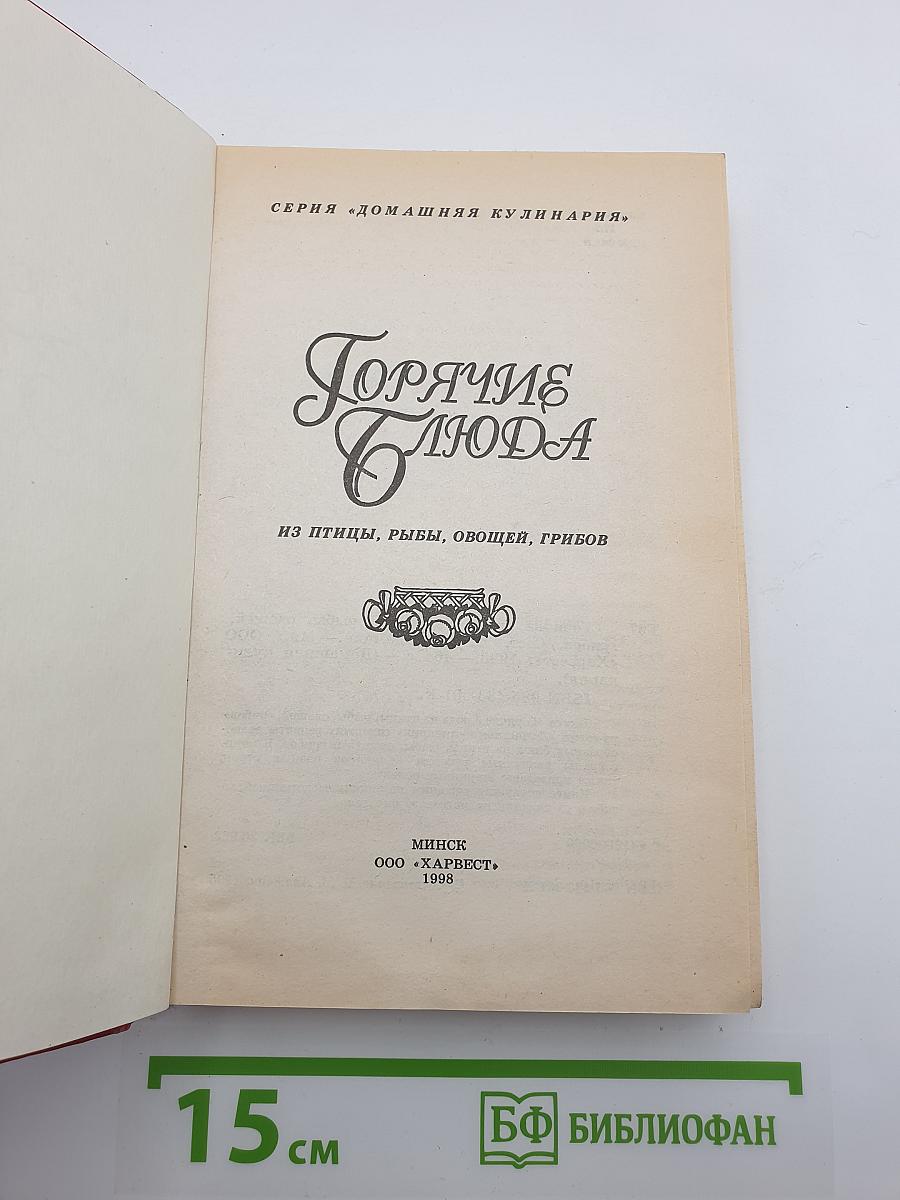 СЕРИЯ «ДОМАШНЯЯ КУЛИНАРИЯ»
ГОРЯЧИЕ
БЛЮДА
ИЗ ПТИЦЫ, РЫБЫ, ОВОЩЕЙ, ГРИБОВ
МИНСК
ООО «ХАРВЕСТ»
1998
15 см
БФ БИБЛИОФАН